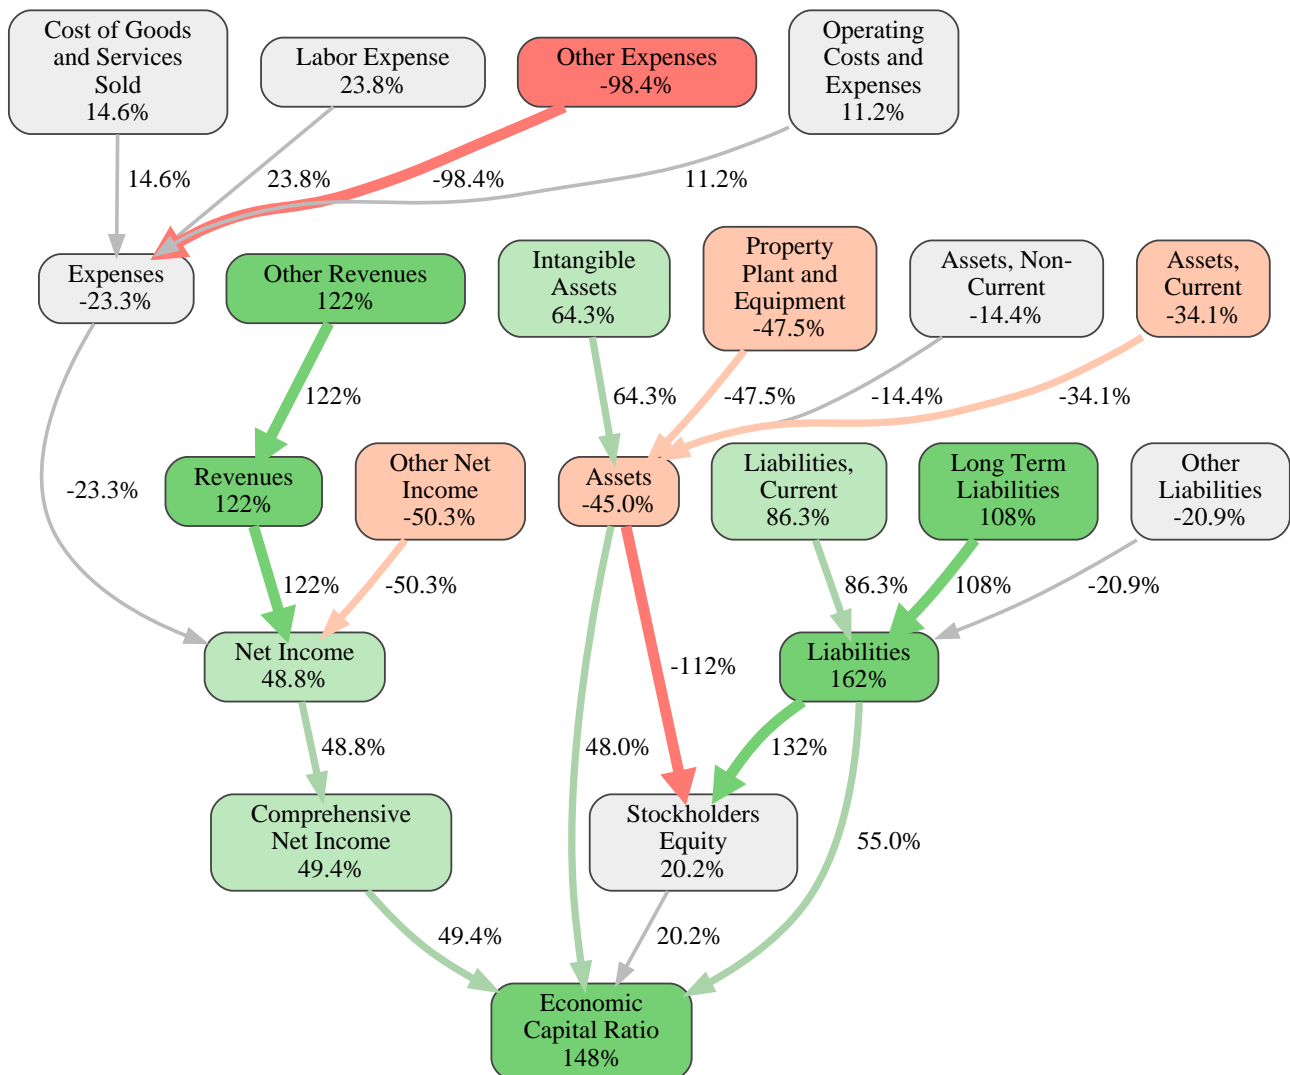 Cost of Goods
and Services
Sold
14.6%
Labor Expense
23.8%
Other Expenses
-98.4%
Operating
Costs and
Expenses
11.2%
14.6%
23.8%
-98.4%
11.2%
Expenses
-23.3%
Other Revenues
122%
Intangible
Assets
64.3%
Property
Plant and
Equipment
-47.5%
Assets, Non-
Current
-14.4%
Assets,
Current
-34.1%
122%
64.3%
-47.5%
-14.4%
-34.1%
-23.3%
Revenues
122%
Other Net
Income
-50.3%
Assets
-45.0%
Liabilities,
Current
86.3%
Long Term
Liabilities
108%
Other
Liabilities
-20.9%
122%
-50.3%
86.3%
108%
-20.9%
Net Income
48.8%
-112%
Liabilities
162%
48.8%
48.0%
132%
Comprehensive
Net Income
49.4%
Stockholders
Equity
20.2%
55.0%
49.4%
20.2%
Economic
Capital Ratio
148%